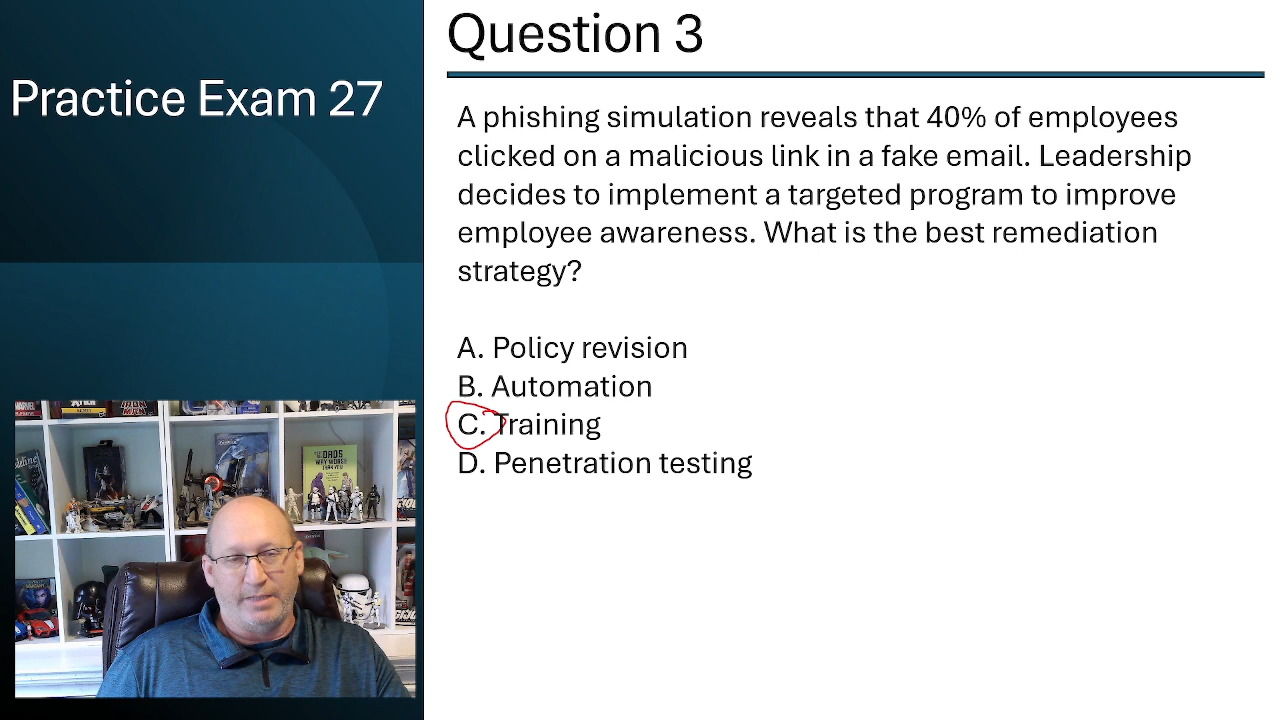 Practice Exam 27
Question 3
A phishing simulation reveals that 40% of employees
clicked on a malicious link in a fake email. Leadership
decides to implement a targeted program to improve
employee awareness. What is the best remediation
strategy?
A. Policy revision
B. Automation
C. Training
D. Penetration testing